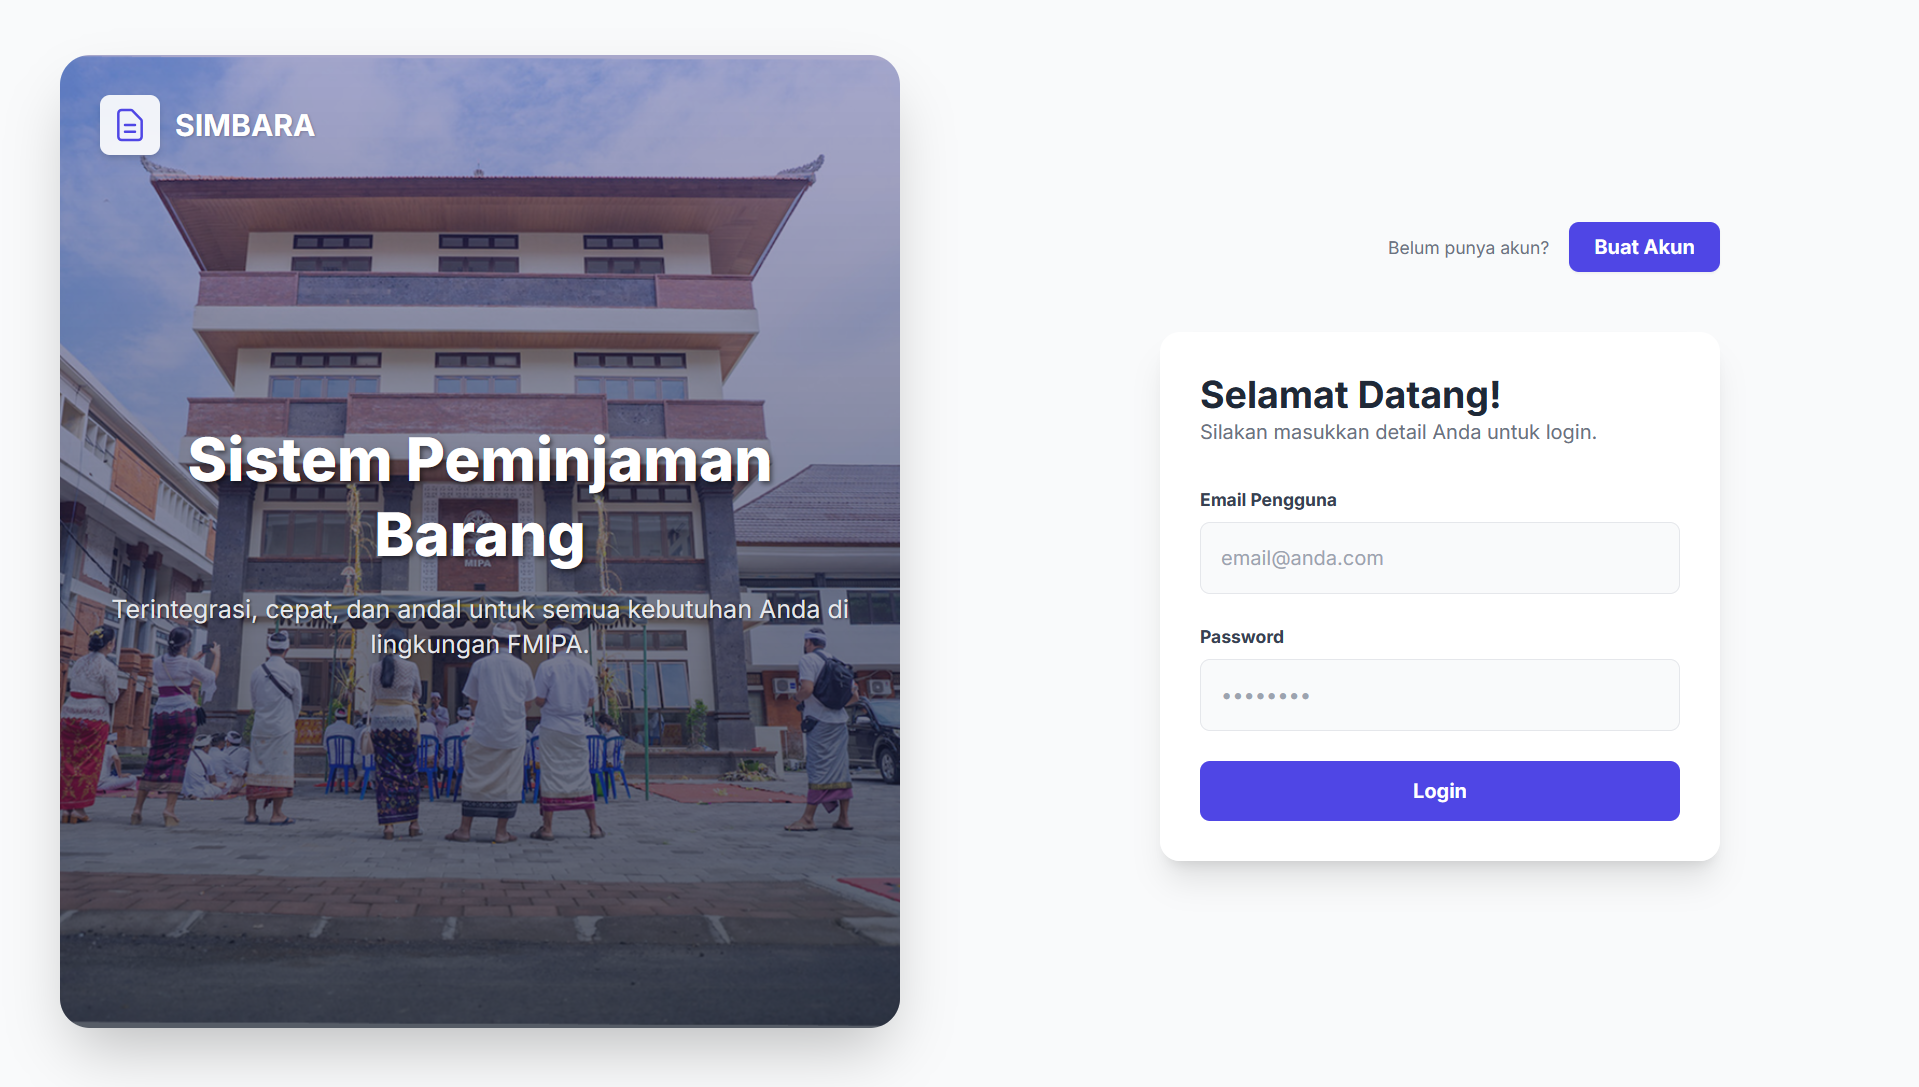 SIMBARA
Sistem Peminjaman
Barang
MIPA
Terintegrasi, cepat, dan andal untuk semua kebutuhan Anda di
lingkungan FMIPA.
Belum punya akun?
Buat Akun
Selamat Datang!
Silakan masukkan detail Anda untuk login.
Email Pengguna
email@anda.com
Password
••••••••
Login